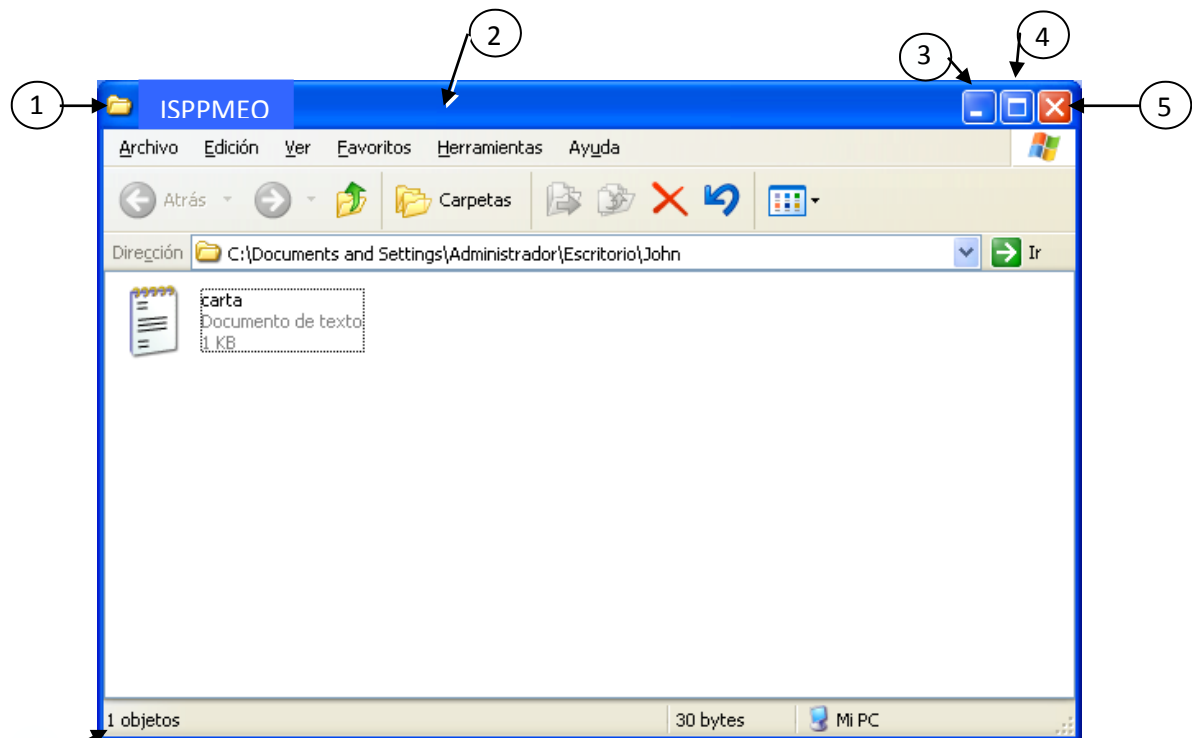 2
4
3
1
5
ISPPMEO
Archivo Edición Ver Favoritos Herramientas Ayuda
Atrás Carpetas
Dirección C:\Documents and Settings\Administrador\Escritorio\John Ir
carta
Documento de texto
1 KB
1 objetos 30 bytes Mi PC